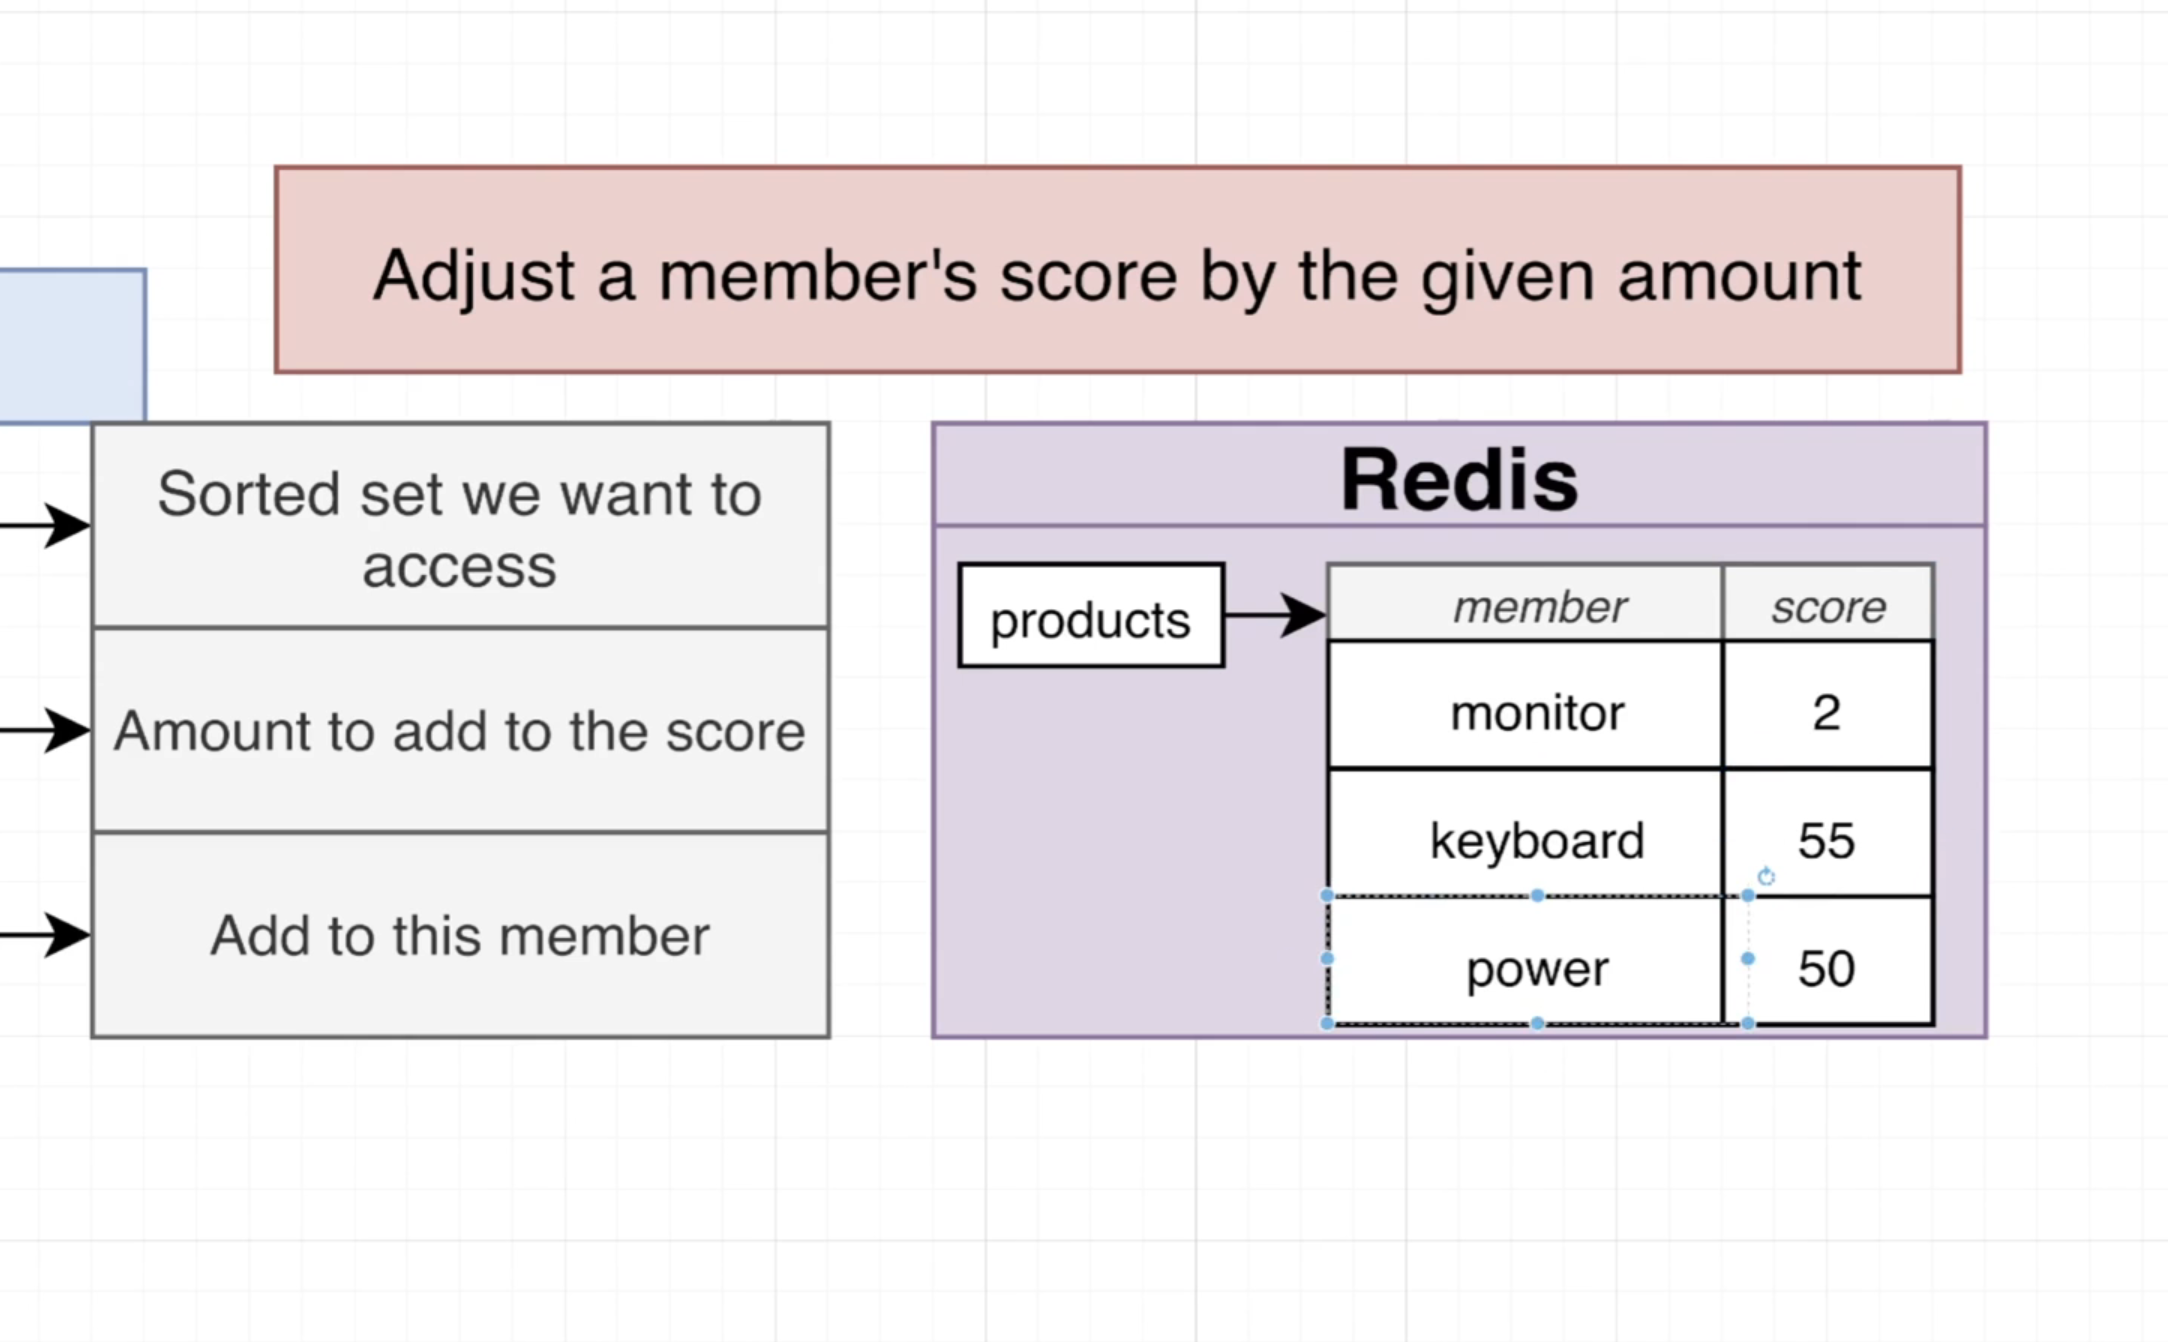 Adjust a member's score by the given amount
Sorted set we want to
access
Amount to add to the score
Add to this member
Redis
products
member score
monitor 2
keyboard 55
power 50